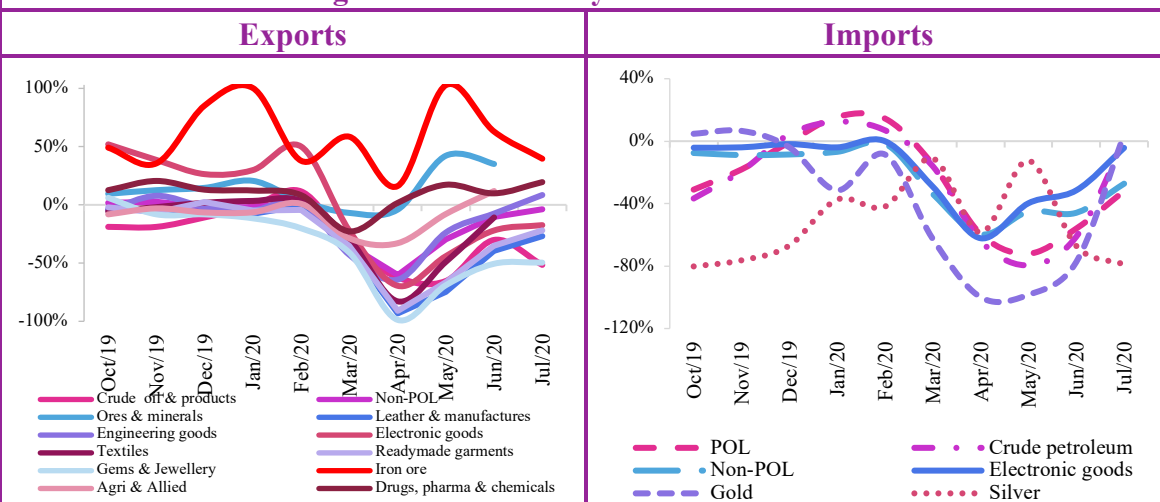 Exports
Imports
100%
50%
0%
-50%
-100%
Oct/19
Nov/19
Dec/19
Jan/20
Feb/20
Mar/20
Apr/20
May/20
Jun/20
Jul/20
Crude oil & products
Non-POL
Ores & minerals
Leather & manufactures
Engineering goods
Electronic goods
Textiles
Readymade garments
Gems & Jewellery
Iron ore
Agri & Allied
Drugs, pharma & chemicals
40%
0%
-40%
-80%
-120%
Oct/19
Nov/19
Dec/19
Jan/20
Feb/20
Mar/20
Apr/20
May/20
Jun/20
Jul/20
POL
Crude petroleum
Non-POL
Electronic goods
Gold
Silver